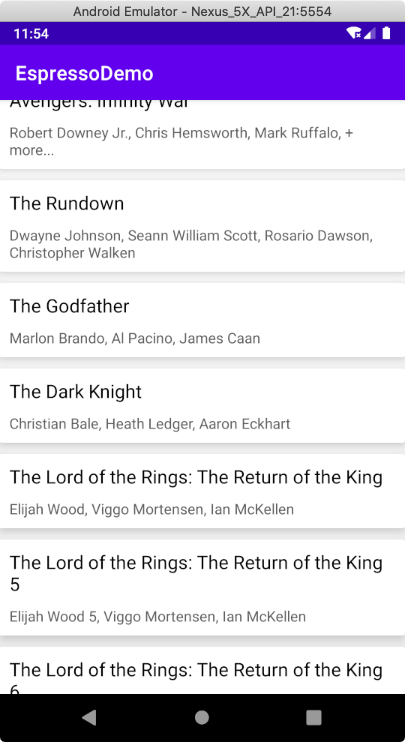 Android Emulator - Nexus_5X_API_21:5554
11:54
EspressoDemo
Avengers: Infinity War
Robert Downey Jr., Chris Hemsworth, Mark Ruffalo, +
more...
The Rundown
Dwayne Johnson, Seann William Scott, Rosario Dawson,
Christopher Walken
The Godfather
Marlon Brando, Al Pacino, James Caan
The Dark Knight
Christian Bale, Heath Ledger, Aaron Eckhart
The Lord of the Rings: The Return of the King
Elijah Wood, Viggo Mortensen, Ian McKellen
The Lord of the Rings: The Return of the King
5
Elijah Wood 5, Viggo Mortensen, Ian McKellen
The Lord of the Rings: The Return of the King
6